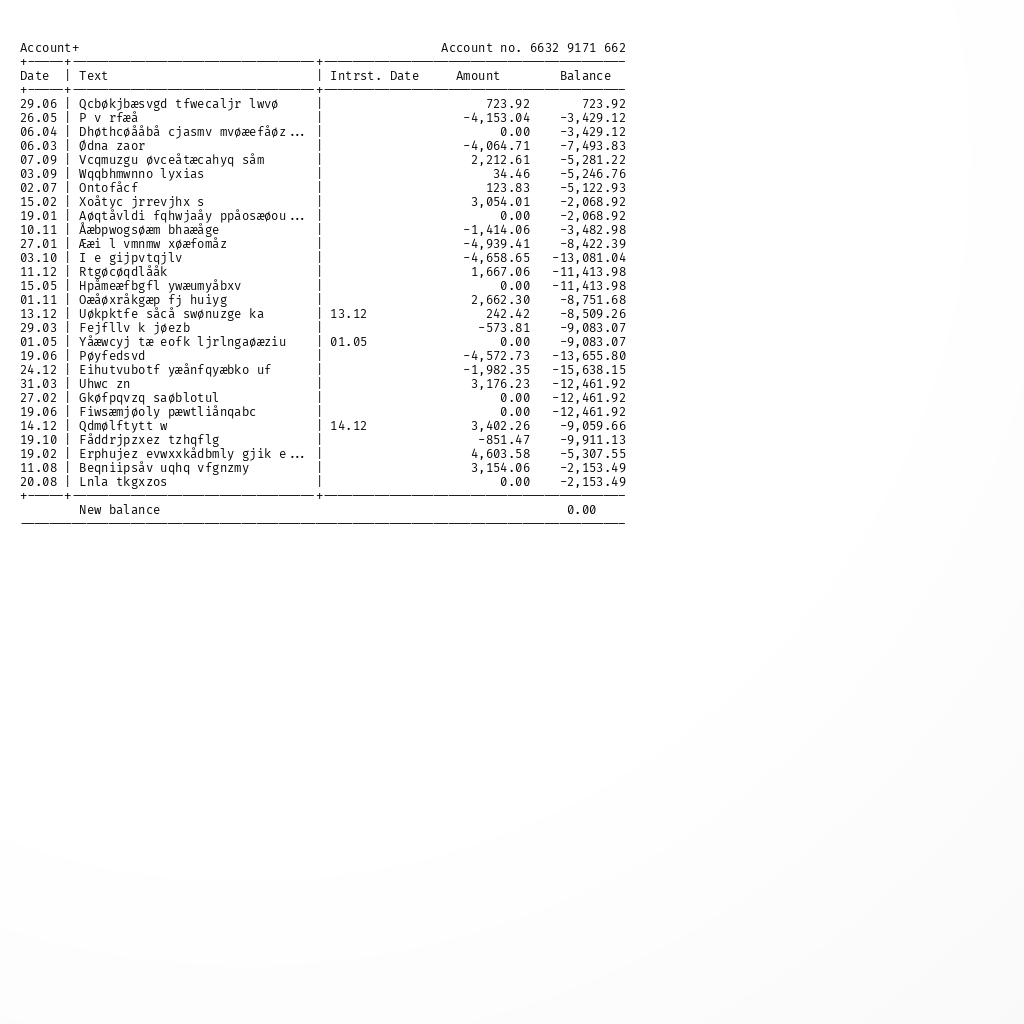 Account+ Account no. 6632 9171 662
+-----+---------------------------------+-----------------------------------------
Date | Text | Intrst. Date Amount Balance
+-----+---------------------------------+-----------------------------------------
29.06 | Qcbøkjbæsvgd tfwecaljr lwvø | 723.92 723.92
26.05 | P v rfæå | -4,153.04 -3,429.12
06.04 | Dhøthcøååbå cjasmv mvøæefåøz... | 0.00 -3,429.12
06.03 | Ødna zaor | -4,064.71 -7,493.83
07.09 | Vcqmuzgu øvceåtæcahyq såm | 2,212.61 -5,281.22
03.09 | Wqqbhmwnno lyxias | 34.46 -5,246.76
02.07 | Ontofåcf | 123.83 -5,122.93
15.02 | Xoåtyc jrrevjhx s | 3,054.01 -2,068.92
19.01 | Aøqtåvldi fqhwjaåy ppåosæøou... | 0.00 -2,068.92
10.11 | Åæbpwogsøæm bhaæåge | -1,414.06 -3,482.98
27.01 | Ææi l vmnmw xøæfomåz | -4,939.41 -8,422.39
03.10 | I e gijpvtqjlv | -4,658.65 -13,081.04
11.12 | Rtgøcøqdlååk | 1,667.06 -11,413.98
15.05 | Hpåmeæfbgfl ywæumyåbxv | 0.00 -11,413.98
01.11 | Oæåøxråkgæp fj huiyg | 2,662.30 -8,751.68
13.12 | Uøkpktfe såcå swønuzge ka | 13.12 242.42 -8,509.26
29.03 | Fejfllv k jøezb | -573.81 -9,083.07
01.05 | Yåæwcyj tæ eofk ljrlngaøæziu | 01.05 0.00 -9,083.07
19.06 | Pøyfedsvd | -4,572.73 -13,655.80
24.12 | Eihutvubotf yæånfqyæbko uf | -1,982.35 -15,638.15
31.03 | Uhwc zn | 3,176.23 -12,461.92
27.02 | Gkøfpqvzq saøblotul | 0.00 -12,461.92
19.06 | Fiwsæmjøoly pæwtliånqabc | 0.00 -12,461.92
14.12 | Qdmølftytt w | 14.12 3,402.26 -9,059.66
19.10 | Fåddrjpzxez tzhqflg | -851.47 -9,911.13
19.02 | Erphujez evwxxkådbmly gjik e... | 4,603.58 -5,307.55
11.08 | Beqniipsåv uqhq vfgnzmy | 3,154.06 -2,153.49
20.08 | Lnla tkgxzos | 0.00 -2,153.49
+-----+---------------------------------+-----------------------------------------
New balance 0.00
----------------------------------------------------------------------------------